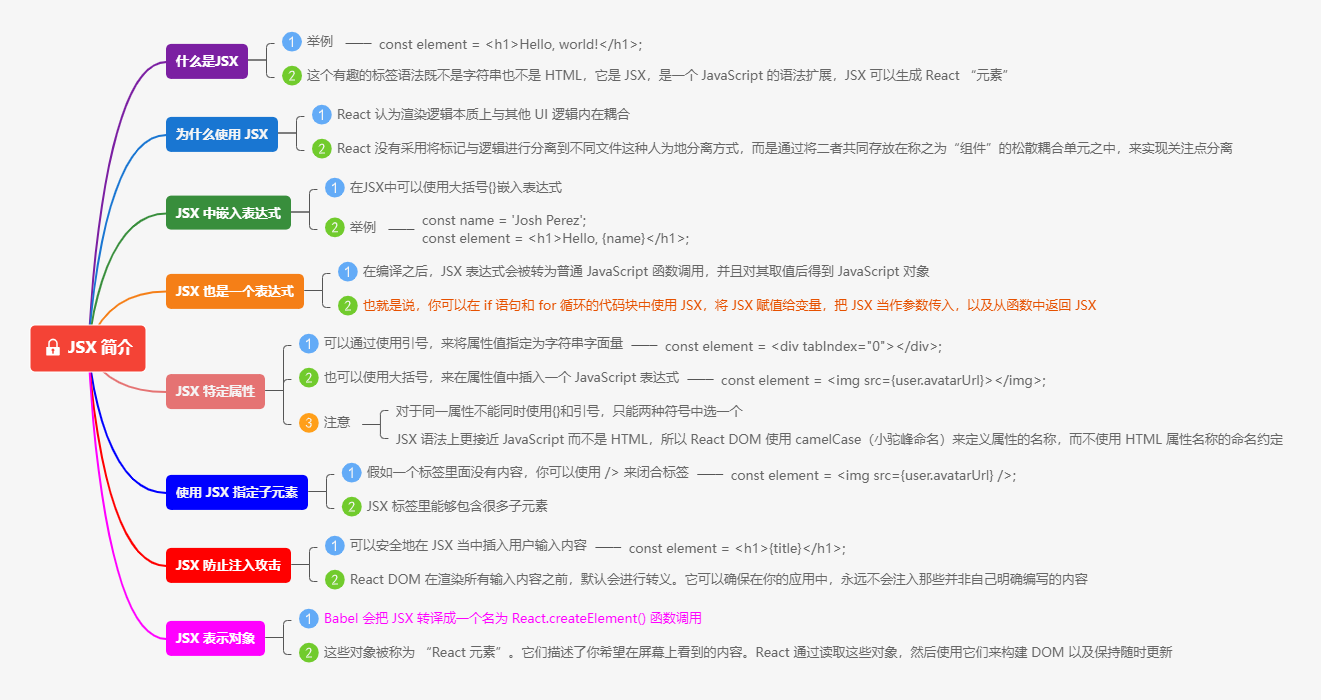 JSX 简介
什么是JSX
1 举例
const element = <h1>Hello, world!</h1>;
2 这个有趣的标签语法既不是字符串也不是 HTML，它是 JSX，是一个 JavaScript 的语法扩展，JSX 可以生成 React “元素”
为什么使用 JSX
1 React 认为渲染逻辑本质上与其他 UI 逻辑内在耦合
2 React 没有采用将标记与逻辑进行分离到不同文件这种人为地分离方式，而是通过将二者共同存放在称之为“组件”的松散耦合单元之中，来实现关注点分离
JSX 中嵌入表达式
1 在JSX中可以使用大括号{}嵌入表达式
2 举例
const name = 'Josh Perez';
const element = <h1>Hello, {name}</h1>;
JSX 也是一个表达式
1 在编译之后，JSX 表达式会被转为普通 JavaScript 函数调用，并且对其取值后得到 JavaScript 对象
2 也就是说，你可以在 if 语句和 for 循环的代码块中使用 JSX，将 JSX 赋值给变量，把 JSX 当作参数传入，以及从函数中返回 JSX
JSX 特定属性
1 可以通过使用引号，来将属性值指定为字符串字面量
const element = <div tabIndex="0"></div>;
2 也可以使用大括号，来在属性值中插入一个 JavaScript 表达式
const element = <img src={user.avatarUrl}></img>;
3 注意
对于同一属性不能同时使用{}和引号，只能两种符号中选一个
JSX 语法上更接近 JavaScript 而不是 HTML，所以 React DOM 使用 camelCase（小驼峰命名）来定义属性的名称，而不使用 HTML 属性名称的命名约定
使用 JSX 指定子元素
1 假如一个标签里面没有内容，你可以使用 /> 来闭合标签
const element = <img src={user.avatarUrl} />;
2 JSX 标签里能够包含很多子元素
JSX 防止注入攻击
1 可以安全地在 JSX 当中插入用户输入内容
const element = <h1>{title}</h1>;
2 React DOM 在渲染所有输入内容之前，默认会进行转义。它可以确保在你的应用中，永远不会注入那些并非自己明确编写的内容
JSX 表示对象
1 Babel 会把 JSX 转译成一个名为 React.createElement() 函数调用
2 这些对象被称为 “React 元素”。它们描述了你希望在屏幕上看到的内容。React 通过读取这些对象，然后使用它们来构建 DOM 以及保持随时更新